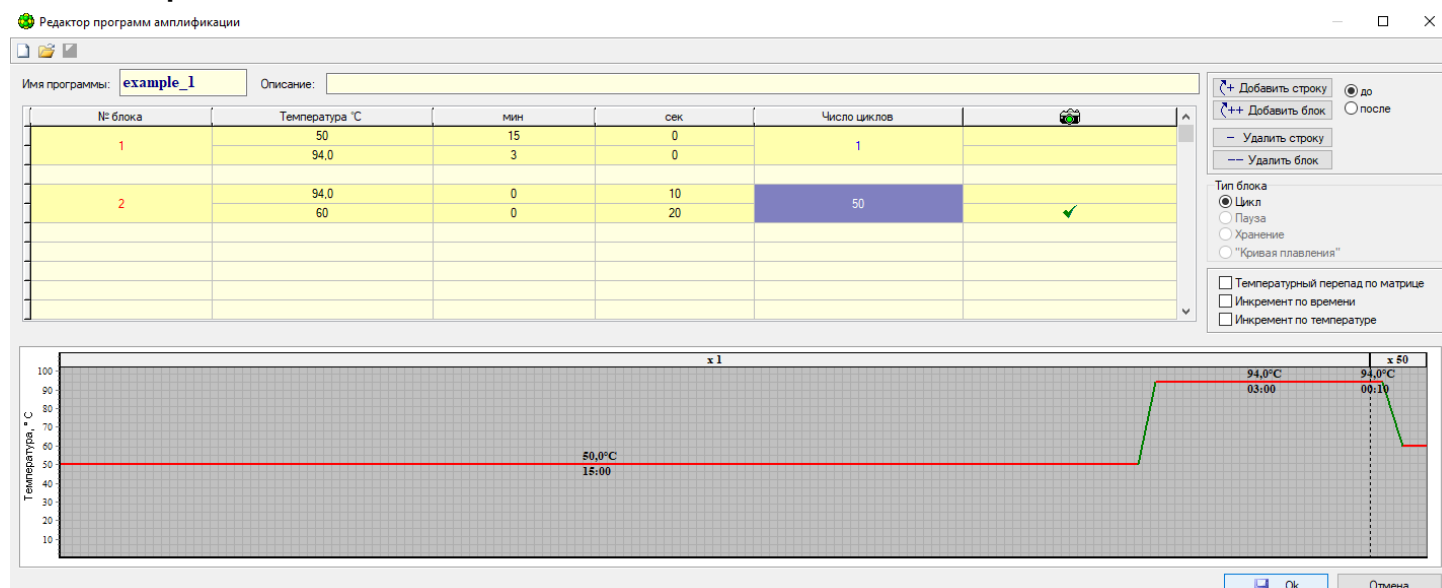 Редактор программ амплификации
Имя программы: example_1 Описание:
№ блока Температура °C мин сек Число циклов
1 50 15 0 1
94,0 3 0
2 94,0 0 10 50
60 0 20
+ Добавить строку
++ Добавить блок
до
после
− Удалить строку
−− Удалить блок
Тип блока
Цикл
Пауза
Хранение
"Кривая плавления"
Температурный перепад по матрице
Инкремент по времени
Инкремент по температуре
x 1 x 50
Температура, °C
100
90
80
70
60
50
40
30
20
10
50,0°C
15:00
94,0°C
03:00
94,0°C
00:10
Ok Отмена